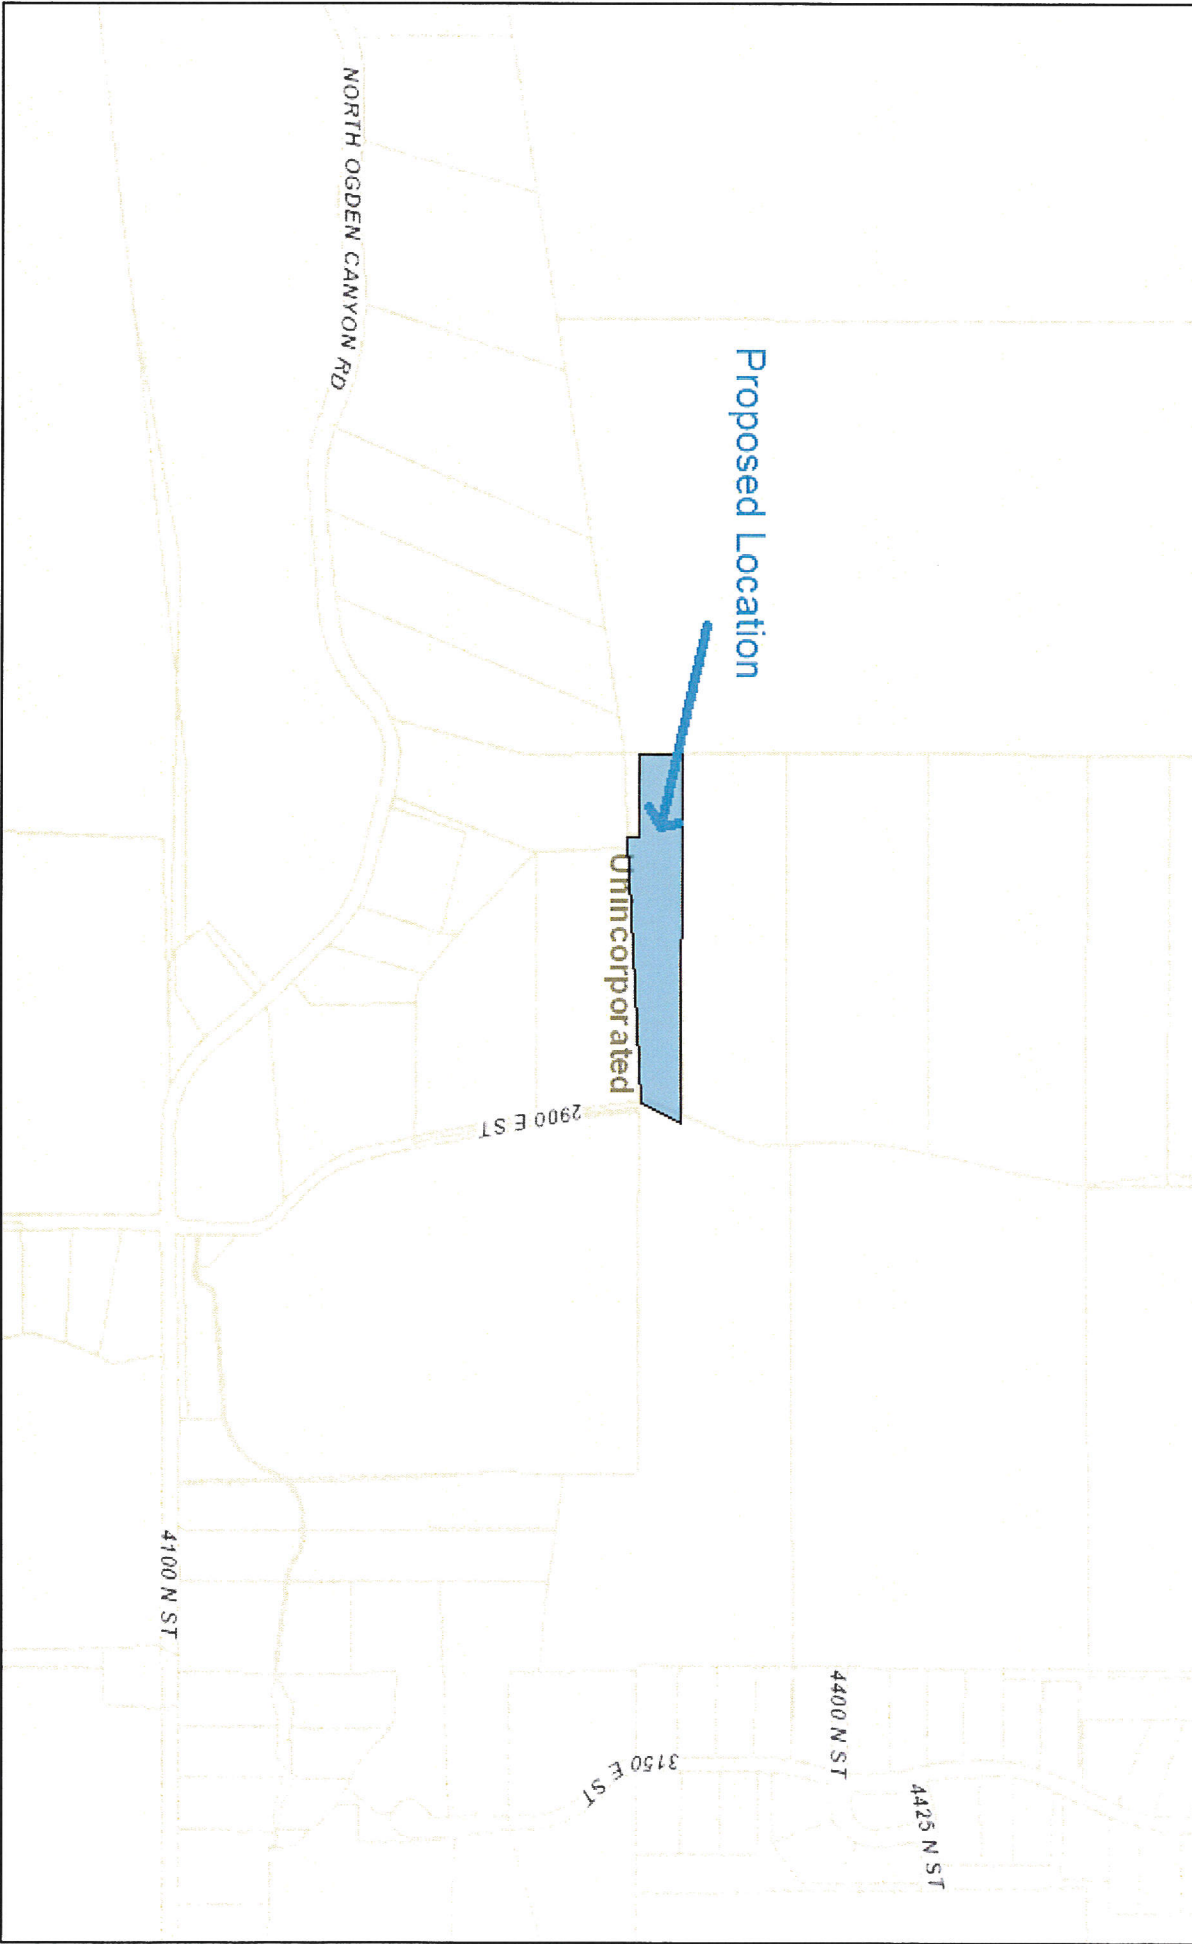 Proposed Location
Unincorporated
NORTH OGDEN CANYON RD
2900 E ST
4400 N ST
4425 N ST
3150 E ST
4100 N ST